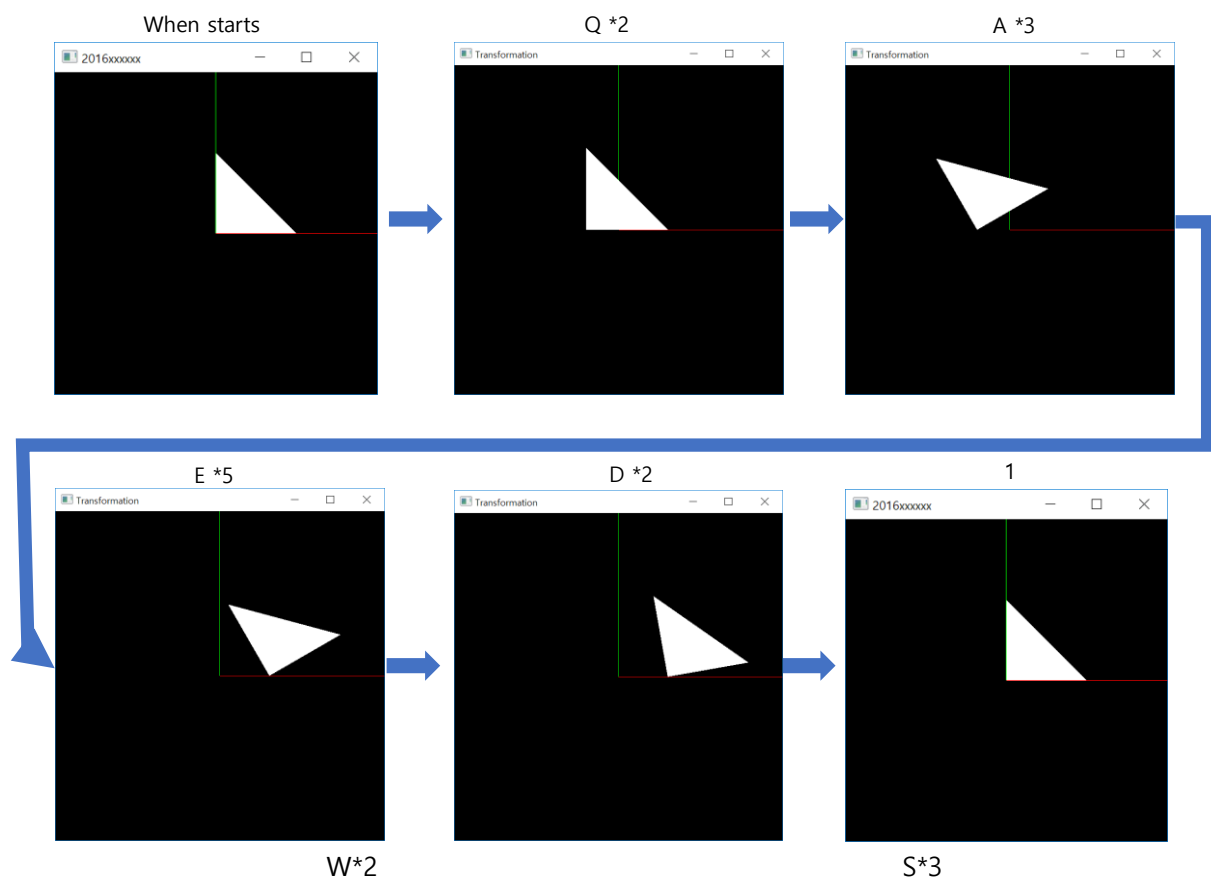 When starts
Q *2
A *3
2016xxxxxx
Transformation
Transformation
E *5
D *2
1
Transformation
Transformation
2016xxxxxx
W*2
S*3